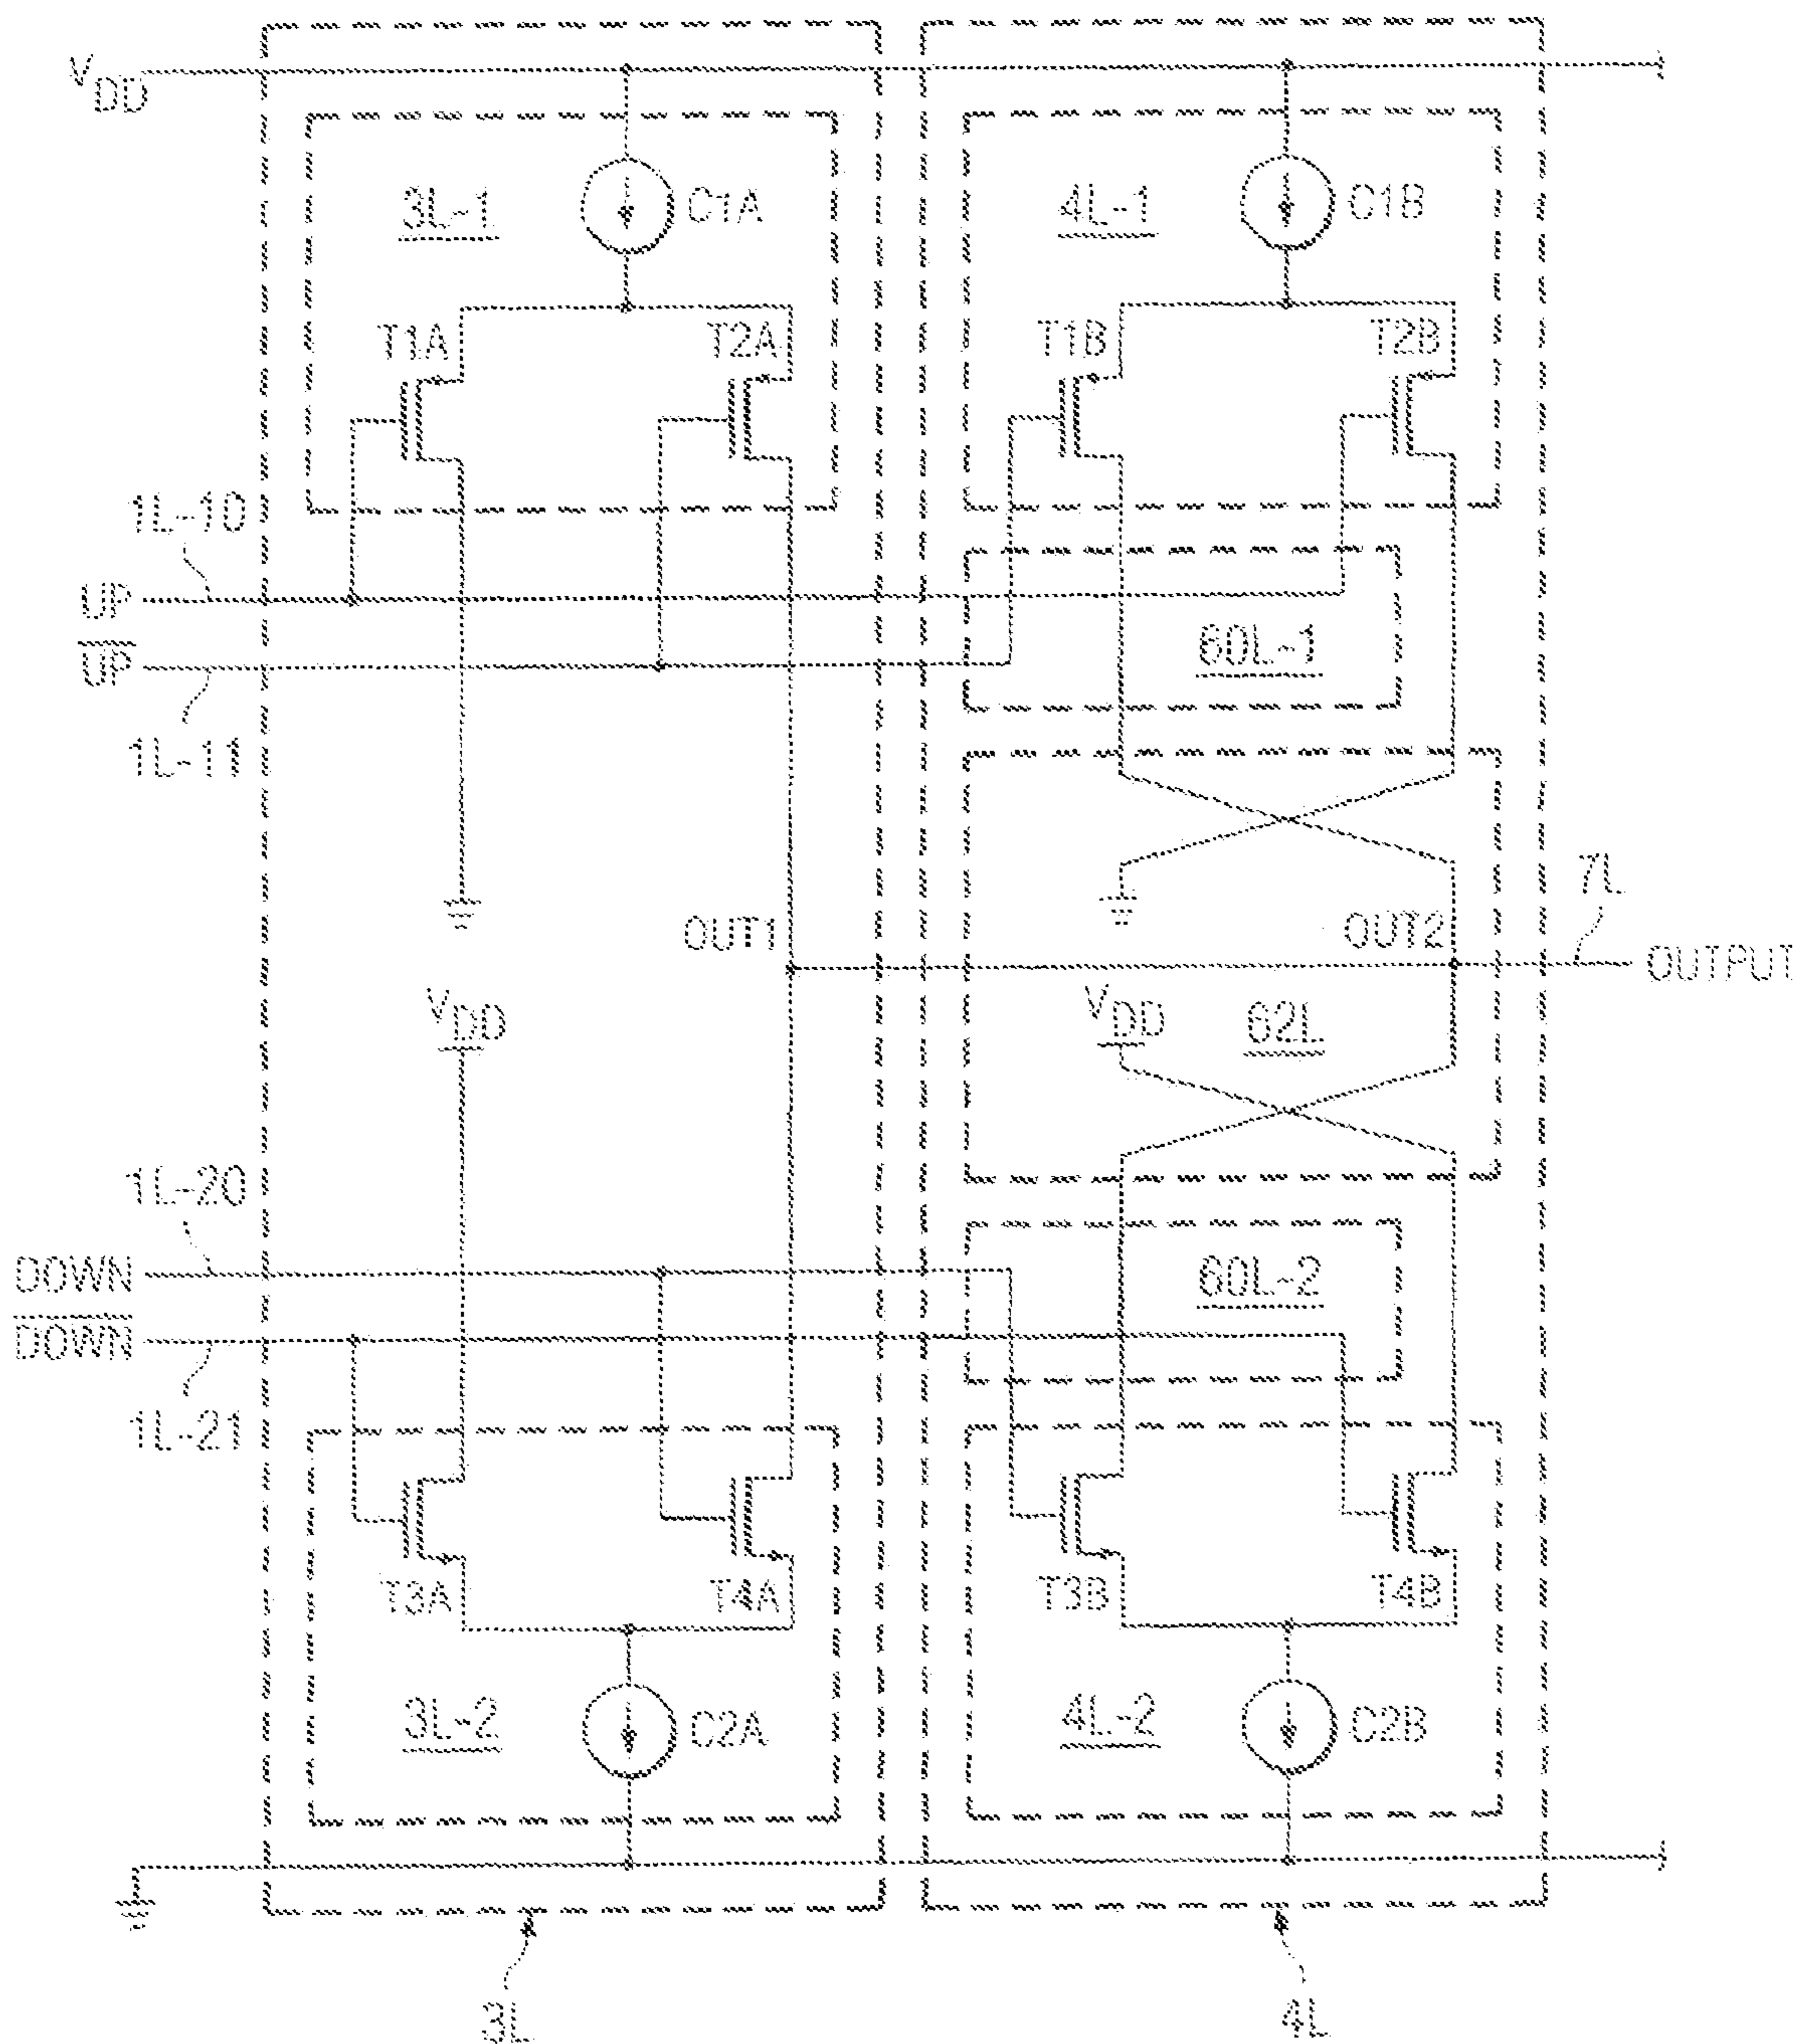 VDD
3L-1 C1A 4L-1 C1B
T1A T2A T1B T2B
1L-10
UP
UP
60L-1
1L-11
7L
OUT1 OUT2
OUTPUT
VDD VDD 62L
1L-20
DOWN
60L-2
DOWN
1L-21
T3A T4A T3B T4B
3L-2 C2A 4L-2 C2B
3L 4L